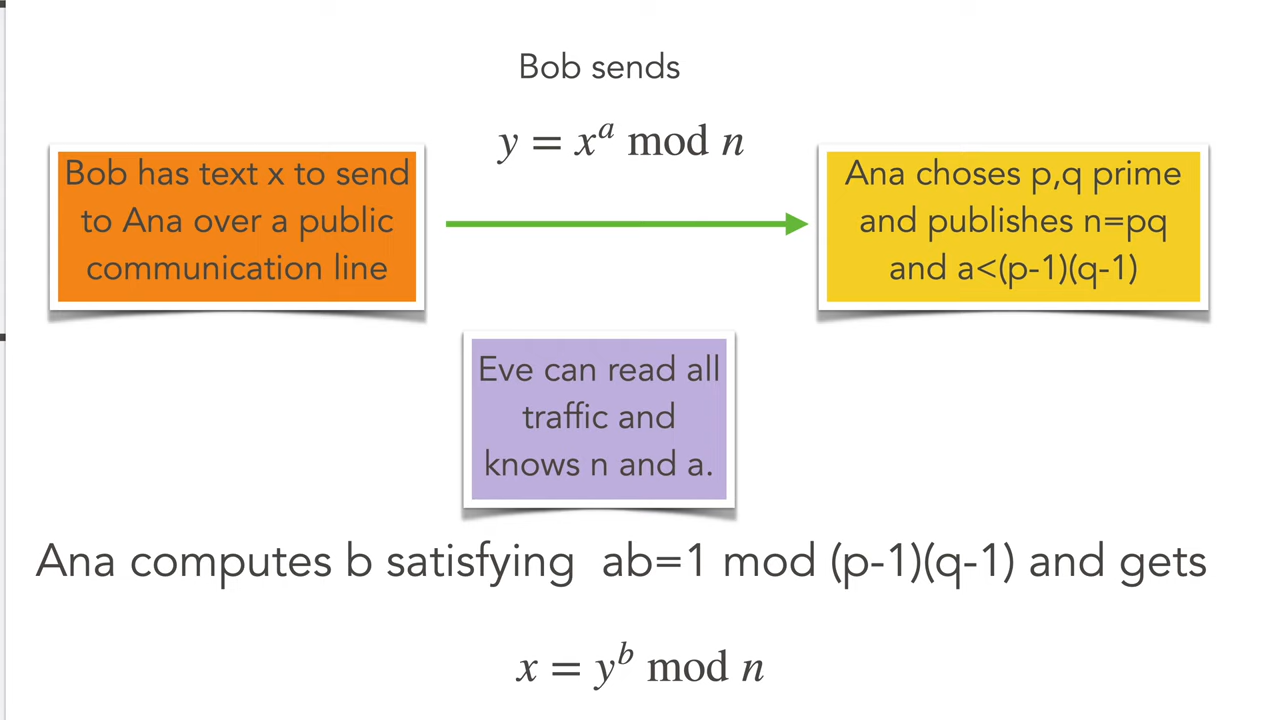 Bob sends
y = x^a mod n
Bob has text x to send
to Ana over a public
communication line
Ana choses p,q prime
and publishes n=pq
and a<(p-1)(q-1)
Eve can read all
traffic and
knows n and a.
Ana computes b satisfying ab=1 mod (p-1)(q-1) and gets
x = y^b mod n